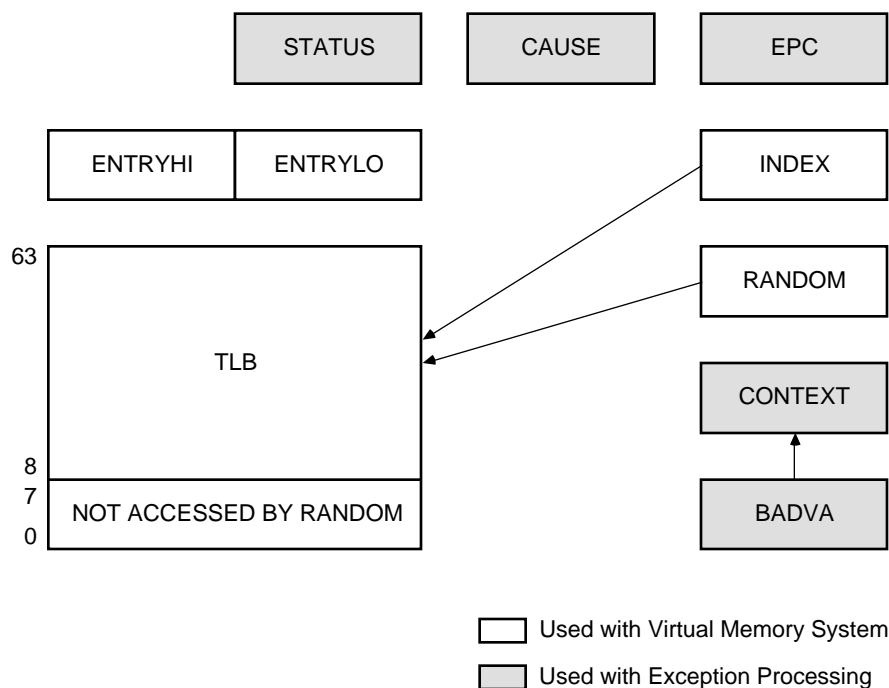 STATUS
CAUSE
EPC
ENTRYHI
ENTRYLO
INDEX
63
RANDOM
TLB
CONTEXT
8
7
NOT ACCESSED BY RANDOM
BADVA
0
Used with Virtual Memory System
Used with Exception Processing